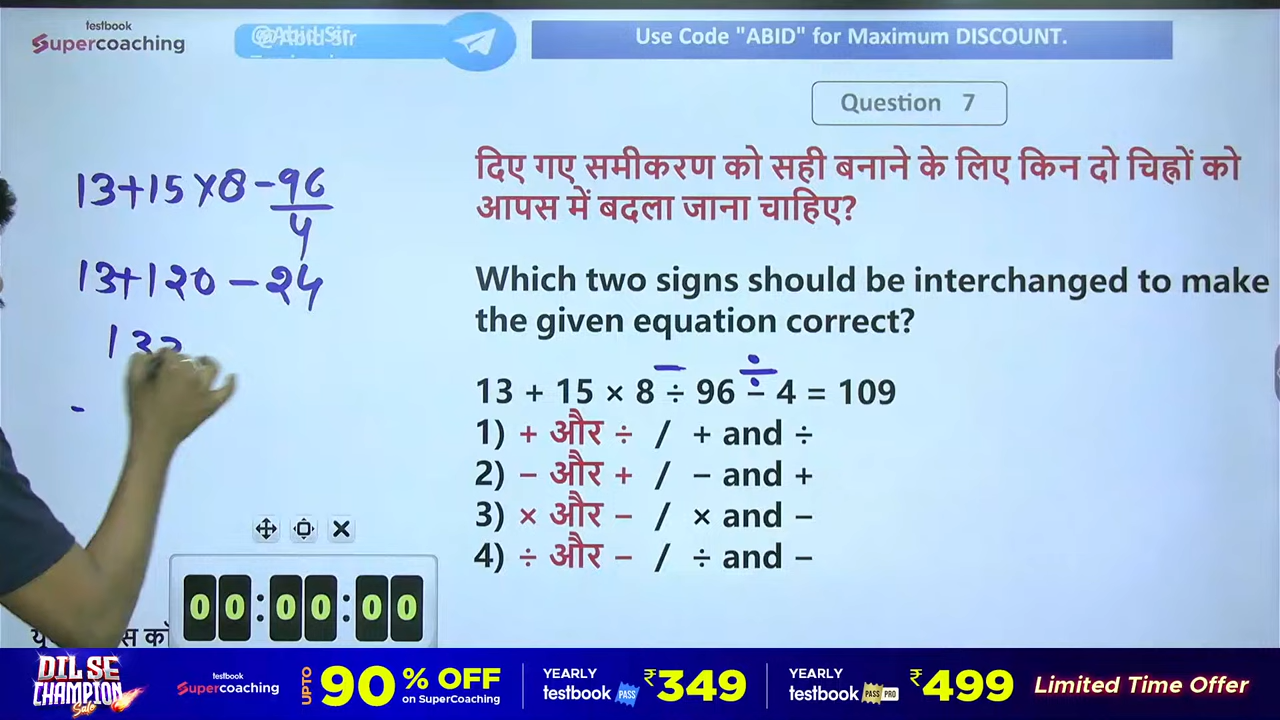 testbook
Supercoaching
@Abid Sir
Use Code "ABID" for Maximum DISCOUNT.
Question 7
दिए गए समीकरण को सही बनाने के लिए किन दो चिह्नों को
आपस में बदला जाना चाहिए?
Which two signs should be interchanged to make
the given equation correct?
− ÷
13 + 15 × 8 ÷ 96 − 4 = 109
1) + और ÷ / + and ÷
2) − और + / − and +
3) × और − / × and −
4) ÷ और − / ÷ and −
13+15×8-96
4
13+120-24
133
00:00:00
DIL SE
CHAMPION
Sale
testbook
Supercoaching
UPTO
90% OFF
on SuperCoaching
YEARLY
testbook PASS
₹349
YEARLY
testbook PASS PRO
₹499
Limited Time Offer